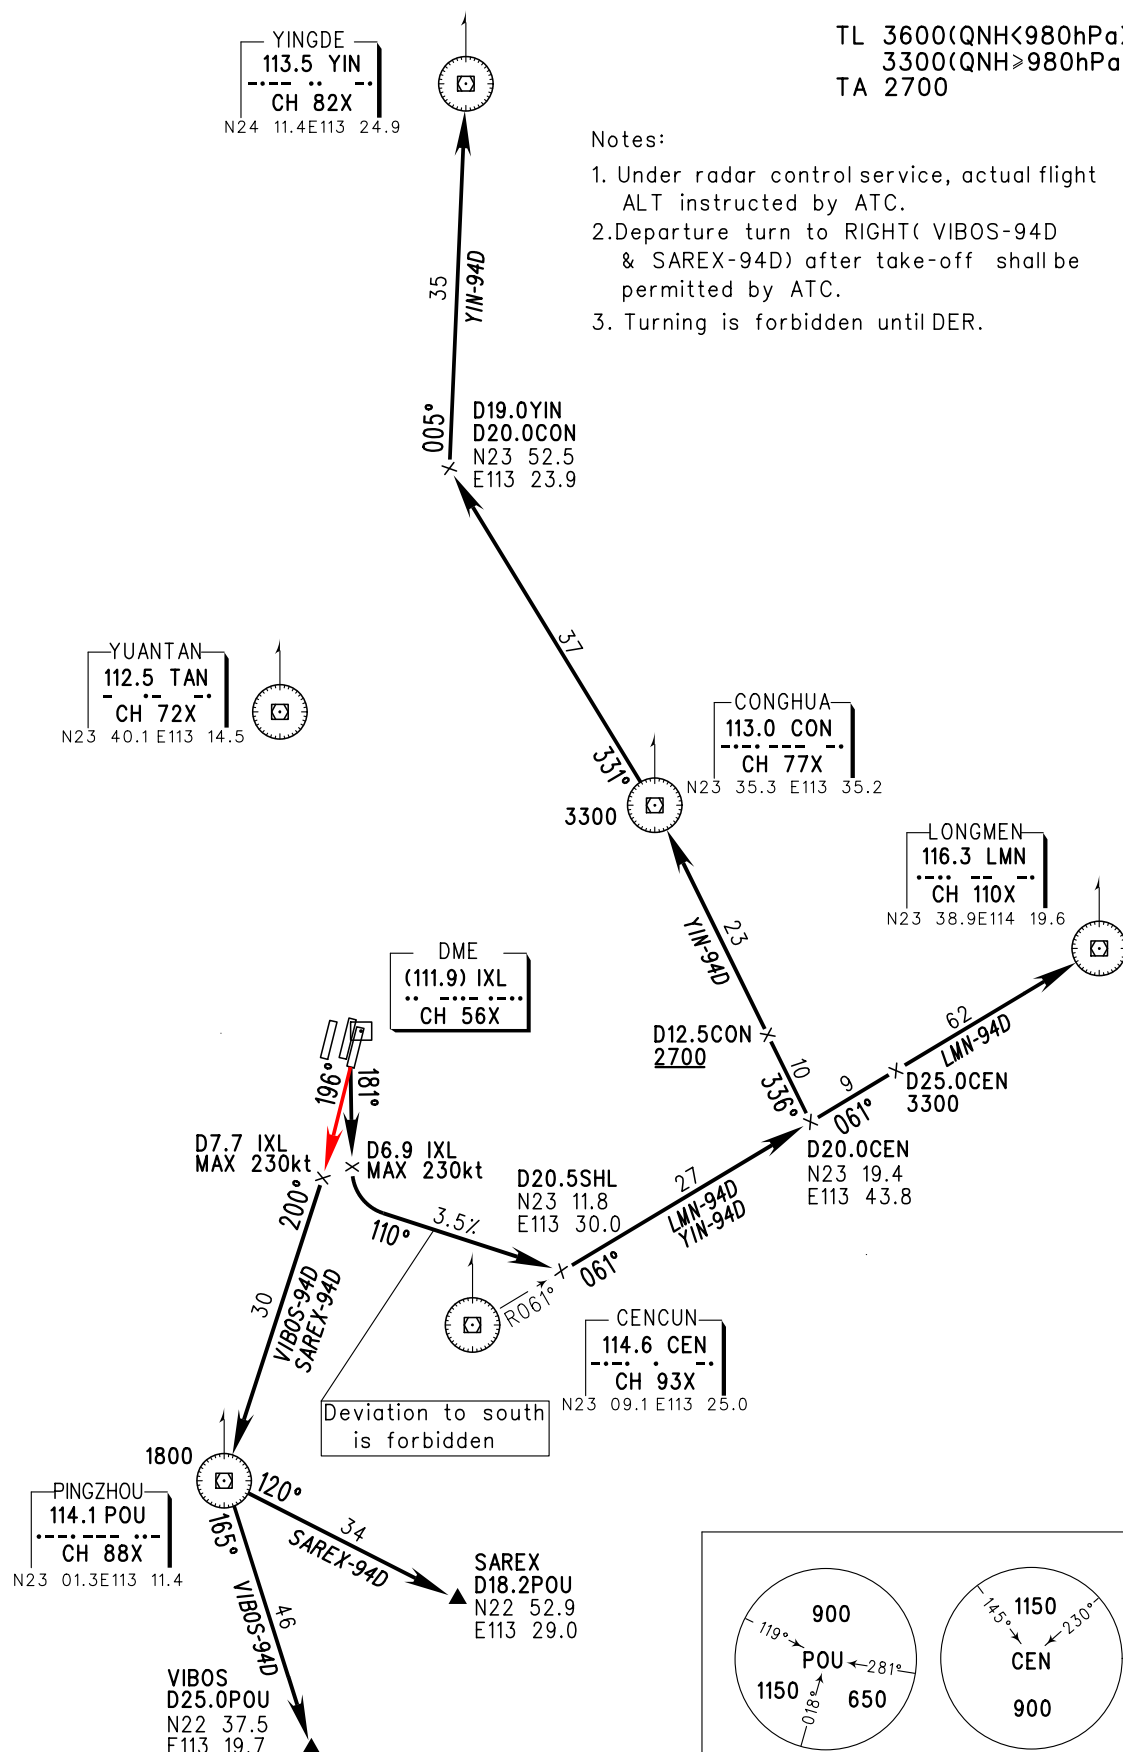 TL 3600(QNH<980hPa)
3300(QNH≥980hPa
TA 2700
YINGDE
113.5 YIN
CH 82X
N24 11.4E113 24.9
Notes:
1. Under radar control service, actual flight
ALT instructed by ATC.
2.Departure turn to RIGHT( VIBOS-94D
& SAREX-94D) after take-off shall be
permitted by ATC.
3. Turning is forbidden until DER.
35
YIN-94D
005°
D19.0YIN
D20.0CON
N23 52.5
E113 23.9
37
331°
YUANTAN
112.5 TAN
CH 72X
N23 40.1 E113 14.5
CONGHUA
113.0 CON
CH 77X
N23 35.3 E113 35.2
3300
LONGMEN
116.3 LMN
CH 110X
N23 38.9E114 19.6
23
YIN-94D
DME
(111.9) IXL
CH 56X
D12.5CON
2700
10
336°
62
LMN-94D
9
061°
D25.0CEN
3300
196°
181°
D7.7 IXL
MAX 230kt
D6.9 IXL
MAX 230kt
D20.0CEN
N23 19.4
E113 43.8
D20.5SHL
N23 11.8
E113 30.0
27
LMN-94D
YIN-94D
061°
200°
110°
3.5%
R061°
30
VIBOS-94D
SAREX-94D
CENCUN
114.6 CEN
CH 93X
N23 09.1 E113 25.0
Deviation to south
is forbidden
1800
PINGZHOU
114.1 POU
CH 88X
N23 01.3E113 11.4
120°
165°
34
SAREX-94D
46
VIBOS-94D
SAREX
D18.2POU
N22 52.9
E113 29.0
VIBOS
D25.0POU
N22 37.5
E113 19.7
900
119°
POU
281°
1150
018°
650
1150
145°
230°
CEN
900